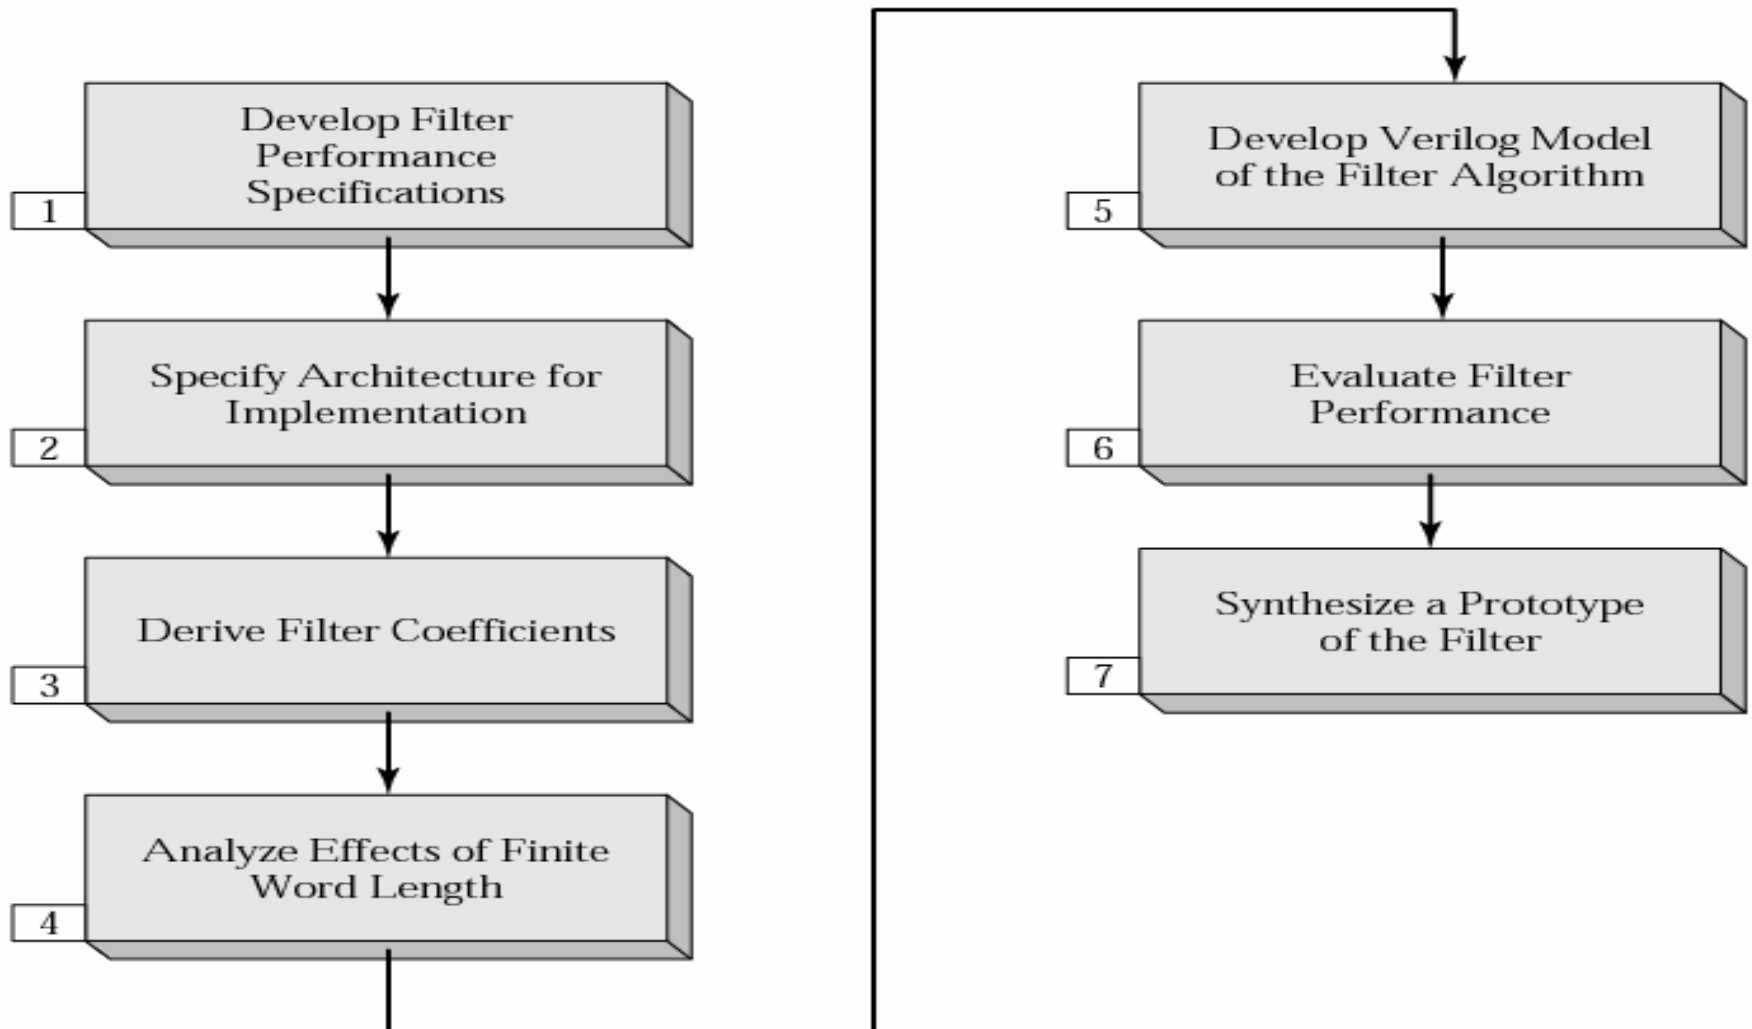 Develop Filter
Performance
Specifications
1
Specify Architecture for
Implementation
2
Derive Filter Coefficients
3
Analyze Effects of Finite
Word Length
4
Develop Verilog Model
of the Filter Algorithm
5
Evaluate Filter
Performance
6
Synthesize a Prototype
of the Filter
7